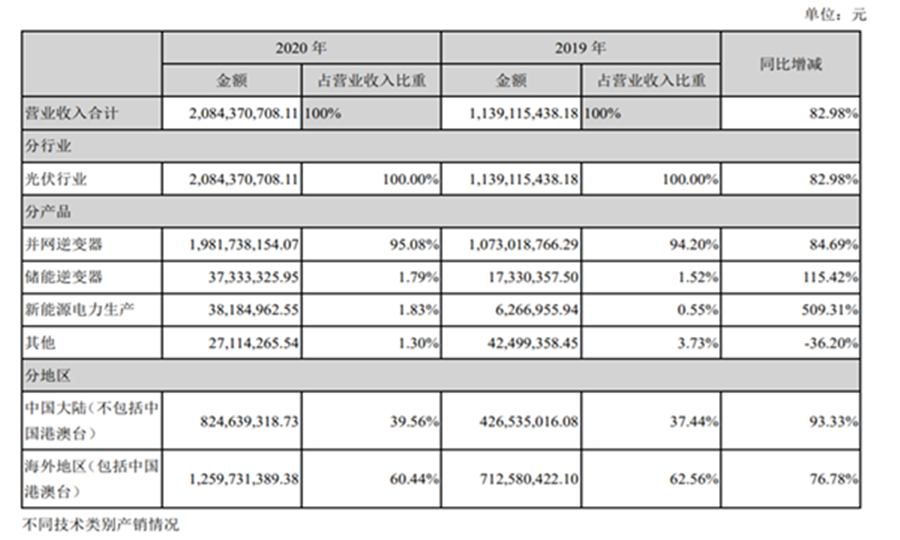 单位：元
2020 年 2019 年 同比增减
金额 占营业收入比重 金额 占营业收入比重
营业收入合计 2,084,370,708.11 100% 1,139,115,438.18 100% 82.98%
分行业
光伏行业 2,084,370,708.11 100.00% 1,139,115,438.18 100.00% 82.98%
分产品
并网逆变器 1,981,738,154.07 95.08% 1,073,018,766.29 94.20% 84.69%
储能逆变器 37,333,325.95 1.79% 17,330,357.50 1.52% 115.42%
新能源电力生产 38,184,962.55 1.83% 6,266,955.94 0.55% 509.31%
其他 27,114,265.54 1.30% 42,499,358.45 3.73% -36.20%
分地区
中国大陆（不包括中
国港澳台） 824,639,318.73 39.56% 426,535,016.08 37.44% 93.33%
海外地区（包括中国
港澳台） 1,259,731,389.38 60.44% 712,580,422.10 62.56% 76.78%
不同技术类别产销情况